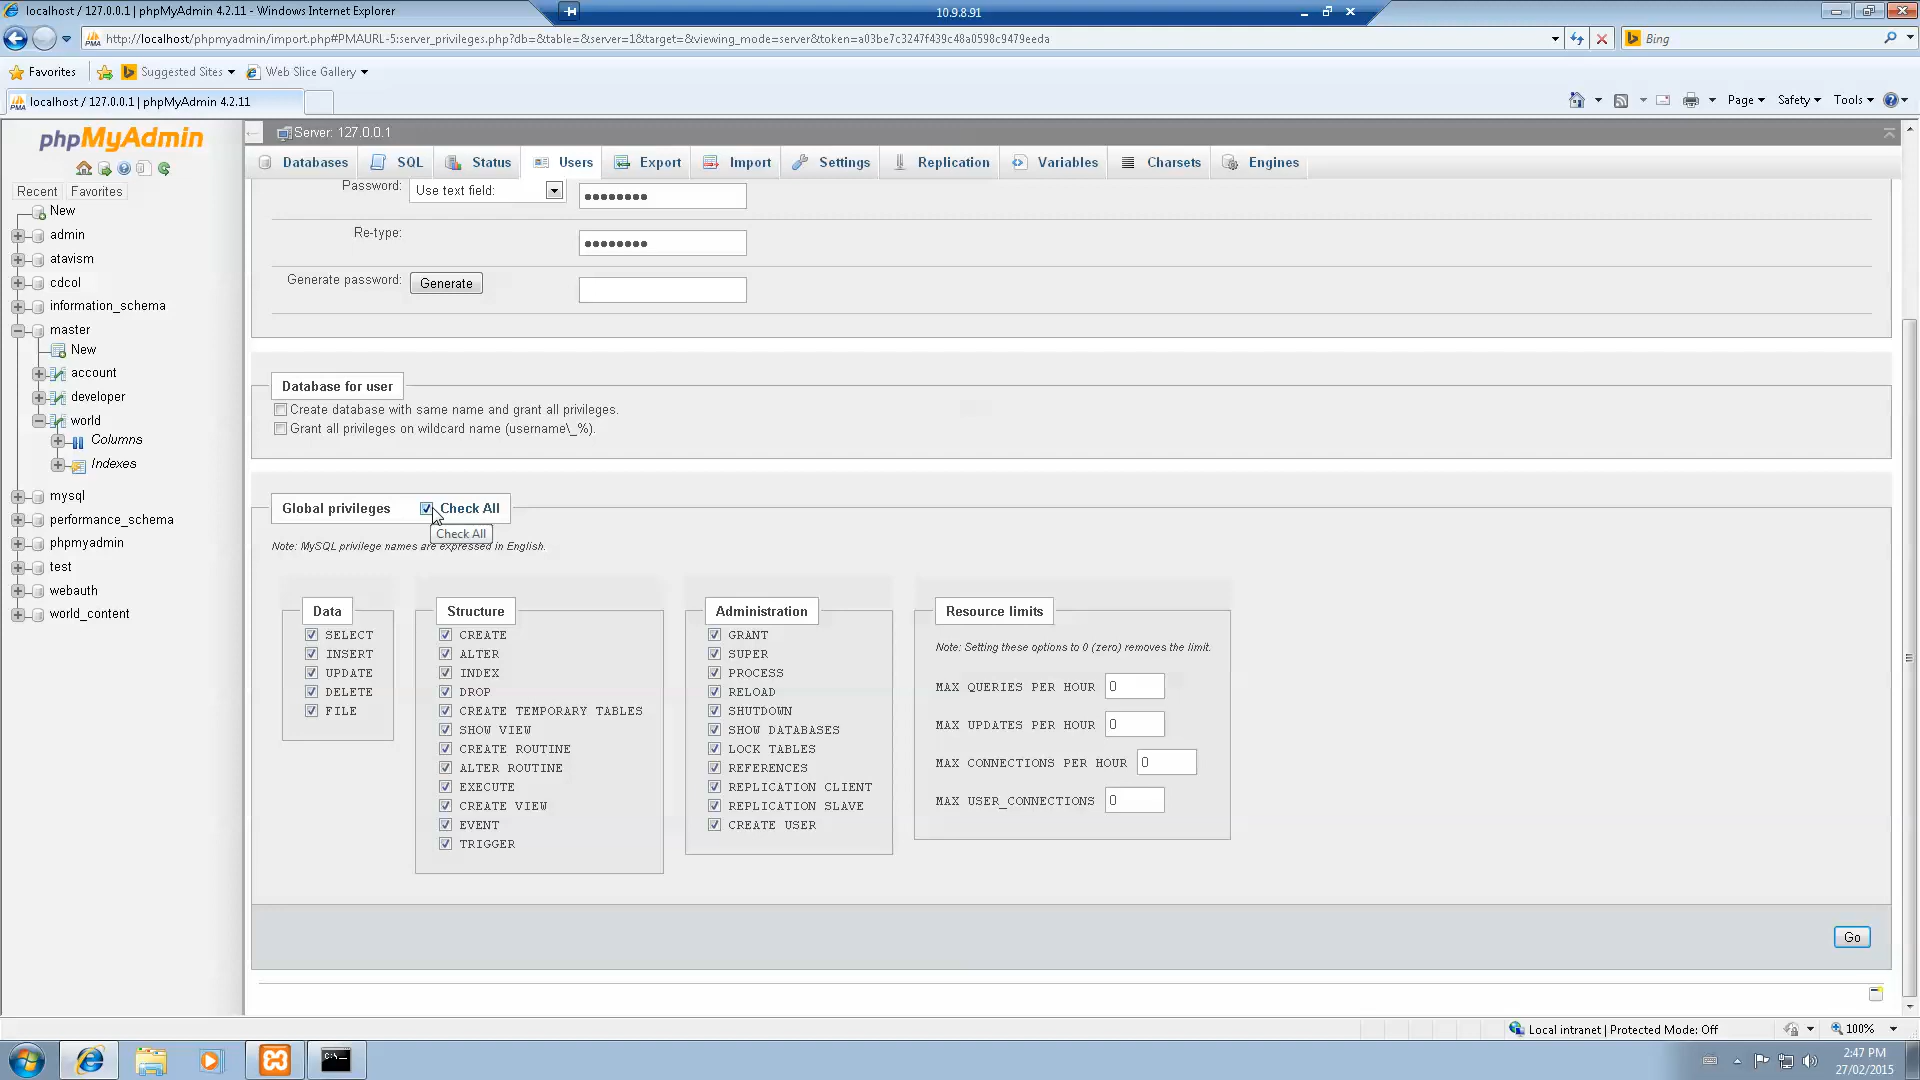 localhost / 127.0.0.1 | phpMyAdmin 4.2.11 - Windows Internet Explorer
10.9.8.91
http://localhost/phpmyadmin/import.php#PMAURL-5:server_privileges.php?db=&table=&server=1&target=&viewing_mode=server&token=a03be7c3247f439c48a0598c9479eeda
Bing
Favorites
Suggested Sites
Web Slice Gallery
localhost / 127.0.0.1 | phpMyAdmin 4.2.11
Page
Safety
Tools
phpMyAdmin
Recent
Favorites
New
admin
atavism
cdcol
information_schema
master
New
account
developer
world
Columns
Indexes
mysql
performance_schema
phpmyadmin
test
webauth
world_content
Server: 127.0.0.1
Databases
SQL
Status
Users
Export
Import
Settings
Replication
Variables
Charsets
Engines
Password:
Use text field:
Re-type:
Generate password:
Generate
Database for user
Create database with same name and grant all privileges.
Grant all privileges on wildcard name (username\_%).
Global privileges
Check All
Check All
Note: MySQL privilege names are expressed in English.
Data
SELECT
INSERT
UPDATE
DELETE
FILE
Structure
CREATE
ALTER
INDEX
DROP
CREATE TEMPORARY TABLES
SHOW VIEW
CREATE ROUTINE
ALTER ROUTINE
EXECUTE
CREATE VIEW
EVENT
TRIGGER
Administration
GRANT
SUPER
PROCESS
RELOAD
SHUTDOWN
SHOW DATABASES
LOCK TABLES
REFERENCES
REPLICATION CLIENT
REPLICATION SLAVE
CREATE USER
Resource limits
Note: Setting these options to 0 (zero) removes the limit.
MAX QUERIES PER HOUR 0
MAX UPDATES PER HOUR 0
MAX CONNECTIONS PER HOUR 0
MAX USER_CONNECTIONS 0
Go
Local intranet | Protected Mode: Off
100%
2:47 PM
27/02/2015